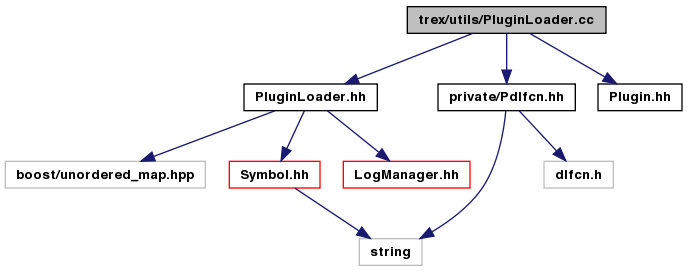 trex/utils/PluginLoader.cc
PluginLoader.hh
private/Pdlfcn.hh
Plugin.hh
boost/unordered_map.hpp
Symbol.hh
LogManager.hh
dlfcn.h
string